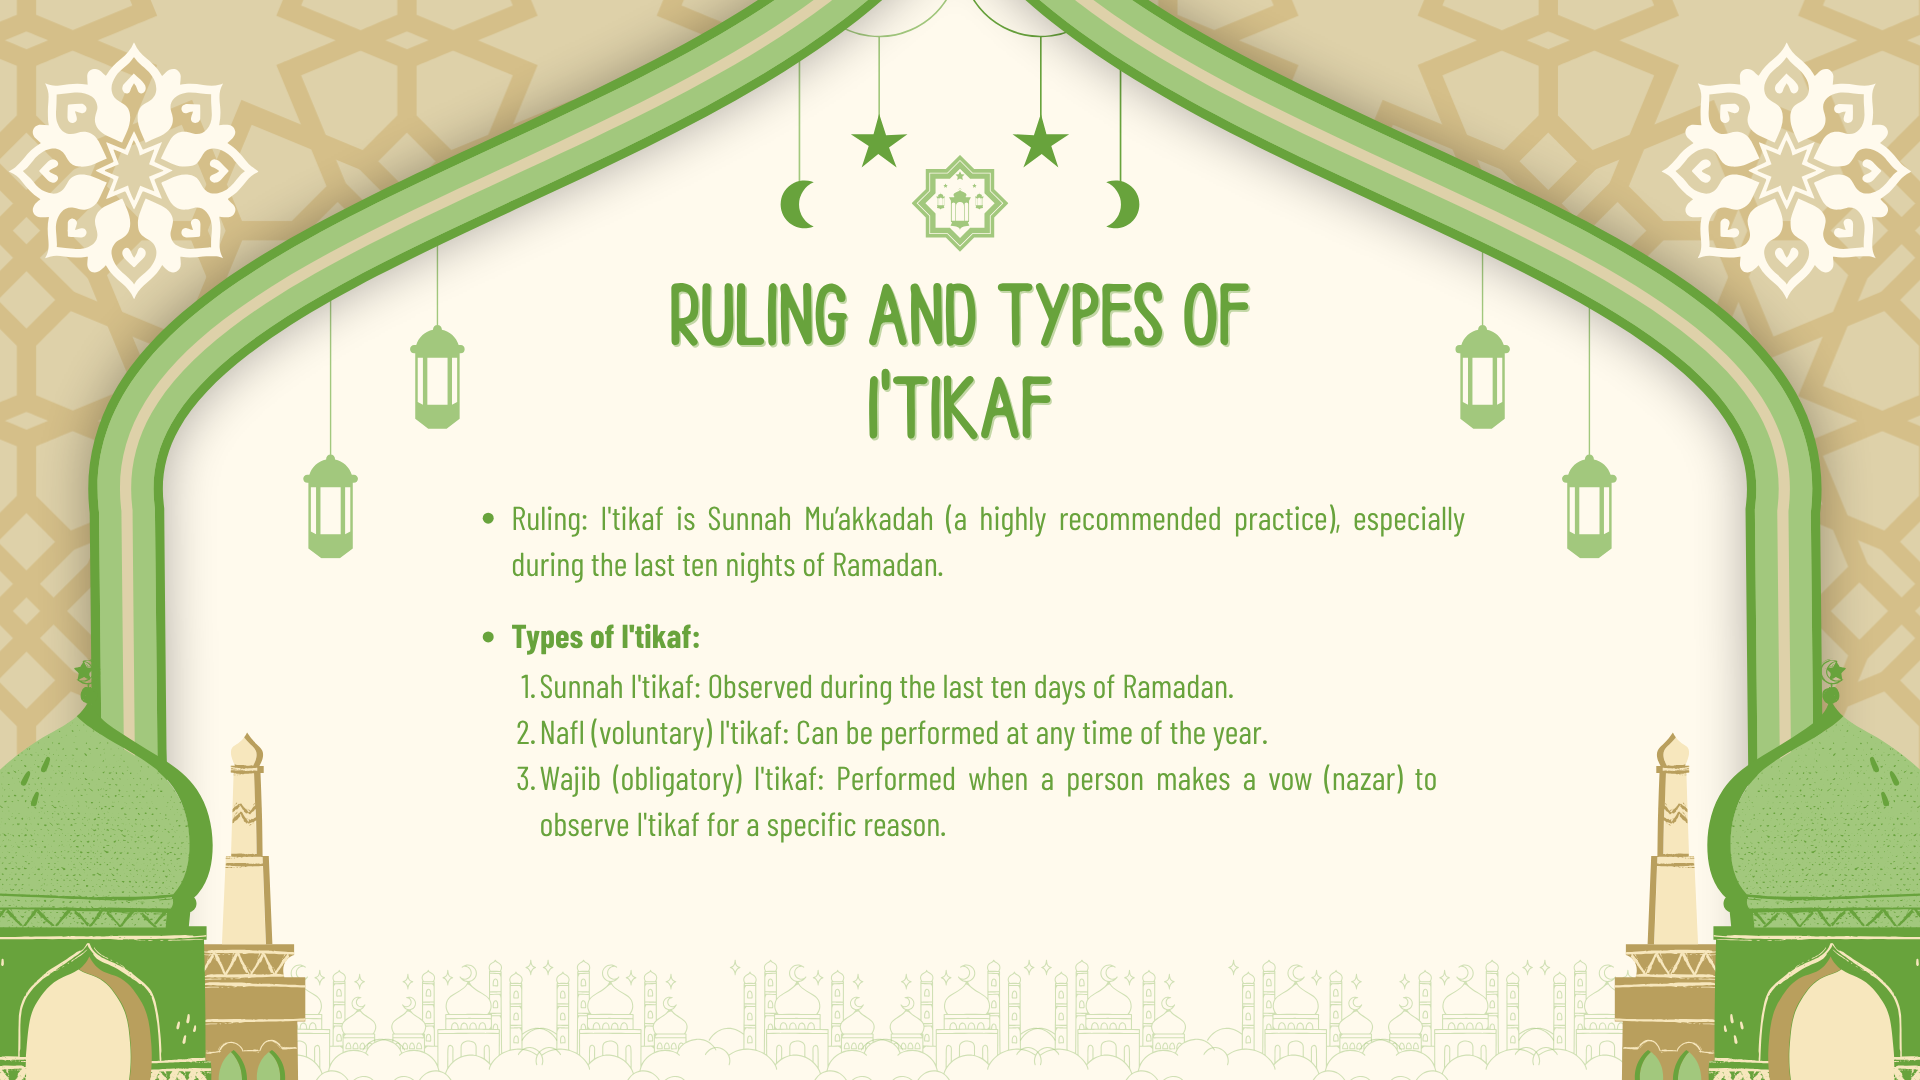 RULING AND TYPES OF
I'TIKAF
• Ruling: I'tikaf is Sunnah Mu’akkadah (a highly recommended practice), especially
during the last ten nights of Ramadan.
• Types of I'tikaf:
1. Sunnah I'tikaf: Observed during the last ten days of Ramadan.
2. Nafl (voluntary) I'tikaf: Can be performed at any time of the year.
3. Wajib (obligatory) I'tikaf: Performed when a person makes a vow (nazar) to
observe I'tikaf for a specific reason.